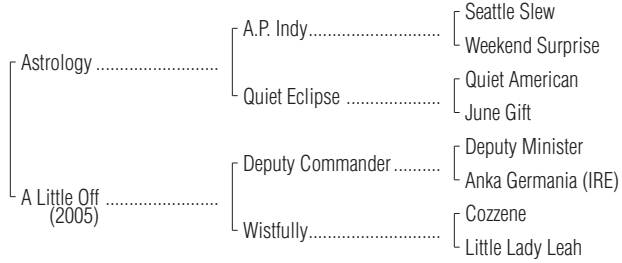 Seattle Slew
A.P. Indy
Weekend Surprise
Astrology
Quiet American
Quiet Eclipse
June Gift
Deputy Minister
Deputy Commander
Anka Germania (IRE)
A Little Off
(2005)
Cozzene
Wistfully
Little Lady Leah